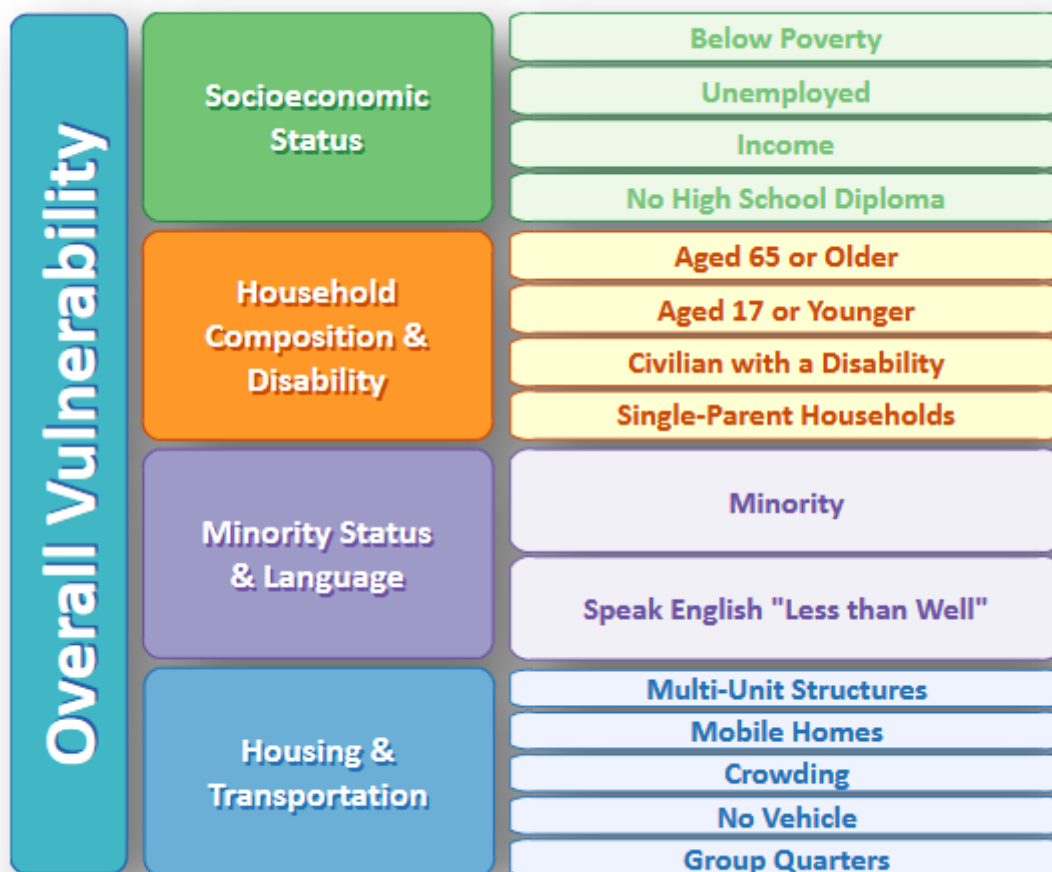 Overall Vulnerability
Socioeconomic
Status
Below Poverty
Unemployed
Income
No High School Diploma
Household
Composition &
Disability
Aged 65 or Older
Aged 17 or Younger
Civilian with a Disability
Single-Parent Households
Minority Status
& Language
Minority
Speak English "Less than Well"
Housing &
Transportation
Multi-Unit Structures
Mobile Homes
Crowding
No Vehicle
Group Quarters